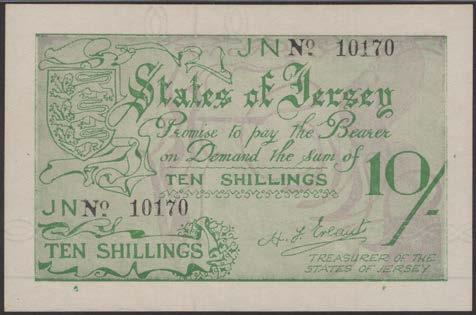 JN No 10170
States of Jersey
Promise to pay the Bearer
on Demand the sum of
TEN SHILLINGS
10/-
JN No 10170
TEN SHILLINGS
H. F. Ereaut
TREASURER OF THE
STATES OF JERSEY